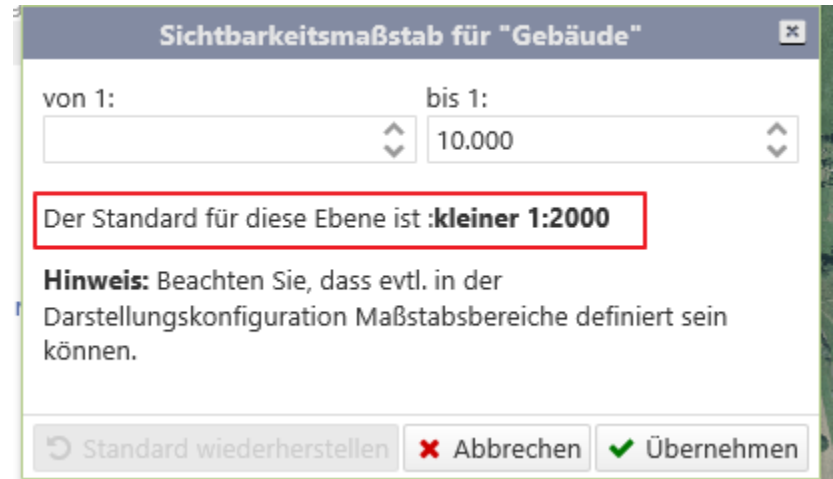 Sichtbarkeitsmaßstab für "Gebäude"
von 1:
bis 1:
10.000
Der Standard für diese Ebene ist :kleiner 1:2000
Hinweis: Beachten Sie, dass evtl. in der
Darstellungskonfiguration Maßstabsbereiche definiert sein
können.
Standard wiederherstellen
Abbrechen
Übernehmen